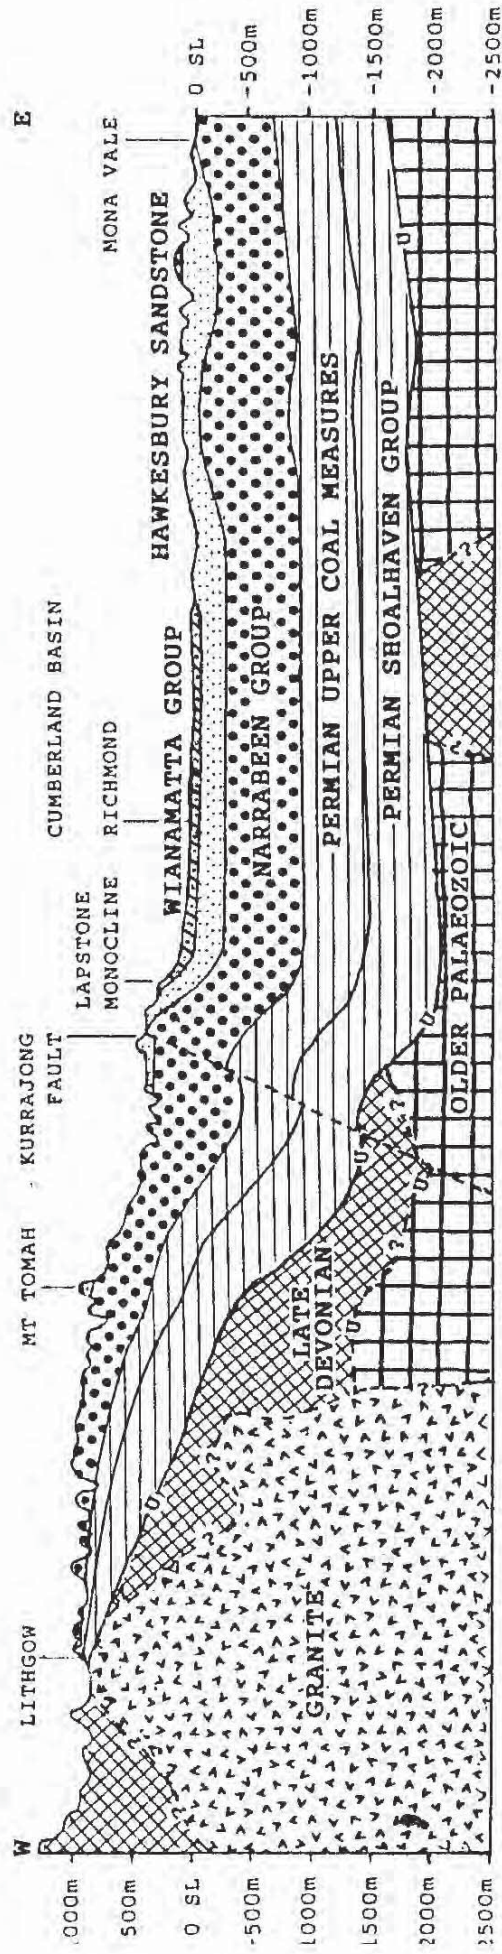 W
E
LITHGOW
MT TOMAH
KURRAJONG
FAULT
LAPSTONE
MONOCLINE
RICHMOND
CUMBERLAND BASIN
MONA VALE
HAWKESBURY SANDSTONE
WIANAMATTA GROUP
NARRABEEN GROUP
PERMIAN UPPER COAL MEASURES
PERMIAN SHOALHAVEN GROUP
OLDER PALAEOZOIC
LATE
DEVONIAN
GRANITE
U
U
U
U
U
U
?
?
?
?
?
?
?
000m
500m
0 SL
-500m
-1000m
-1500m
2000m
2500m
0 SL
-500m
-1000m
-1500m
-2000m
-2500m